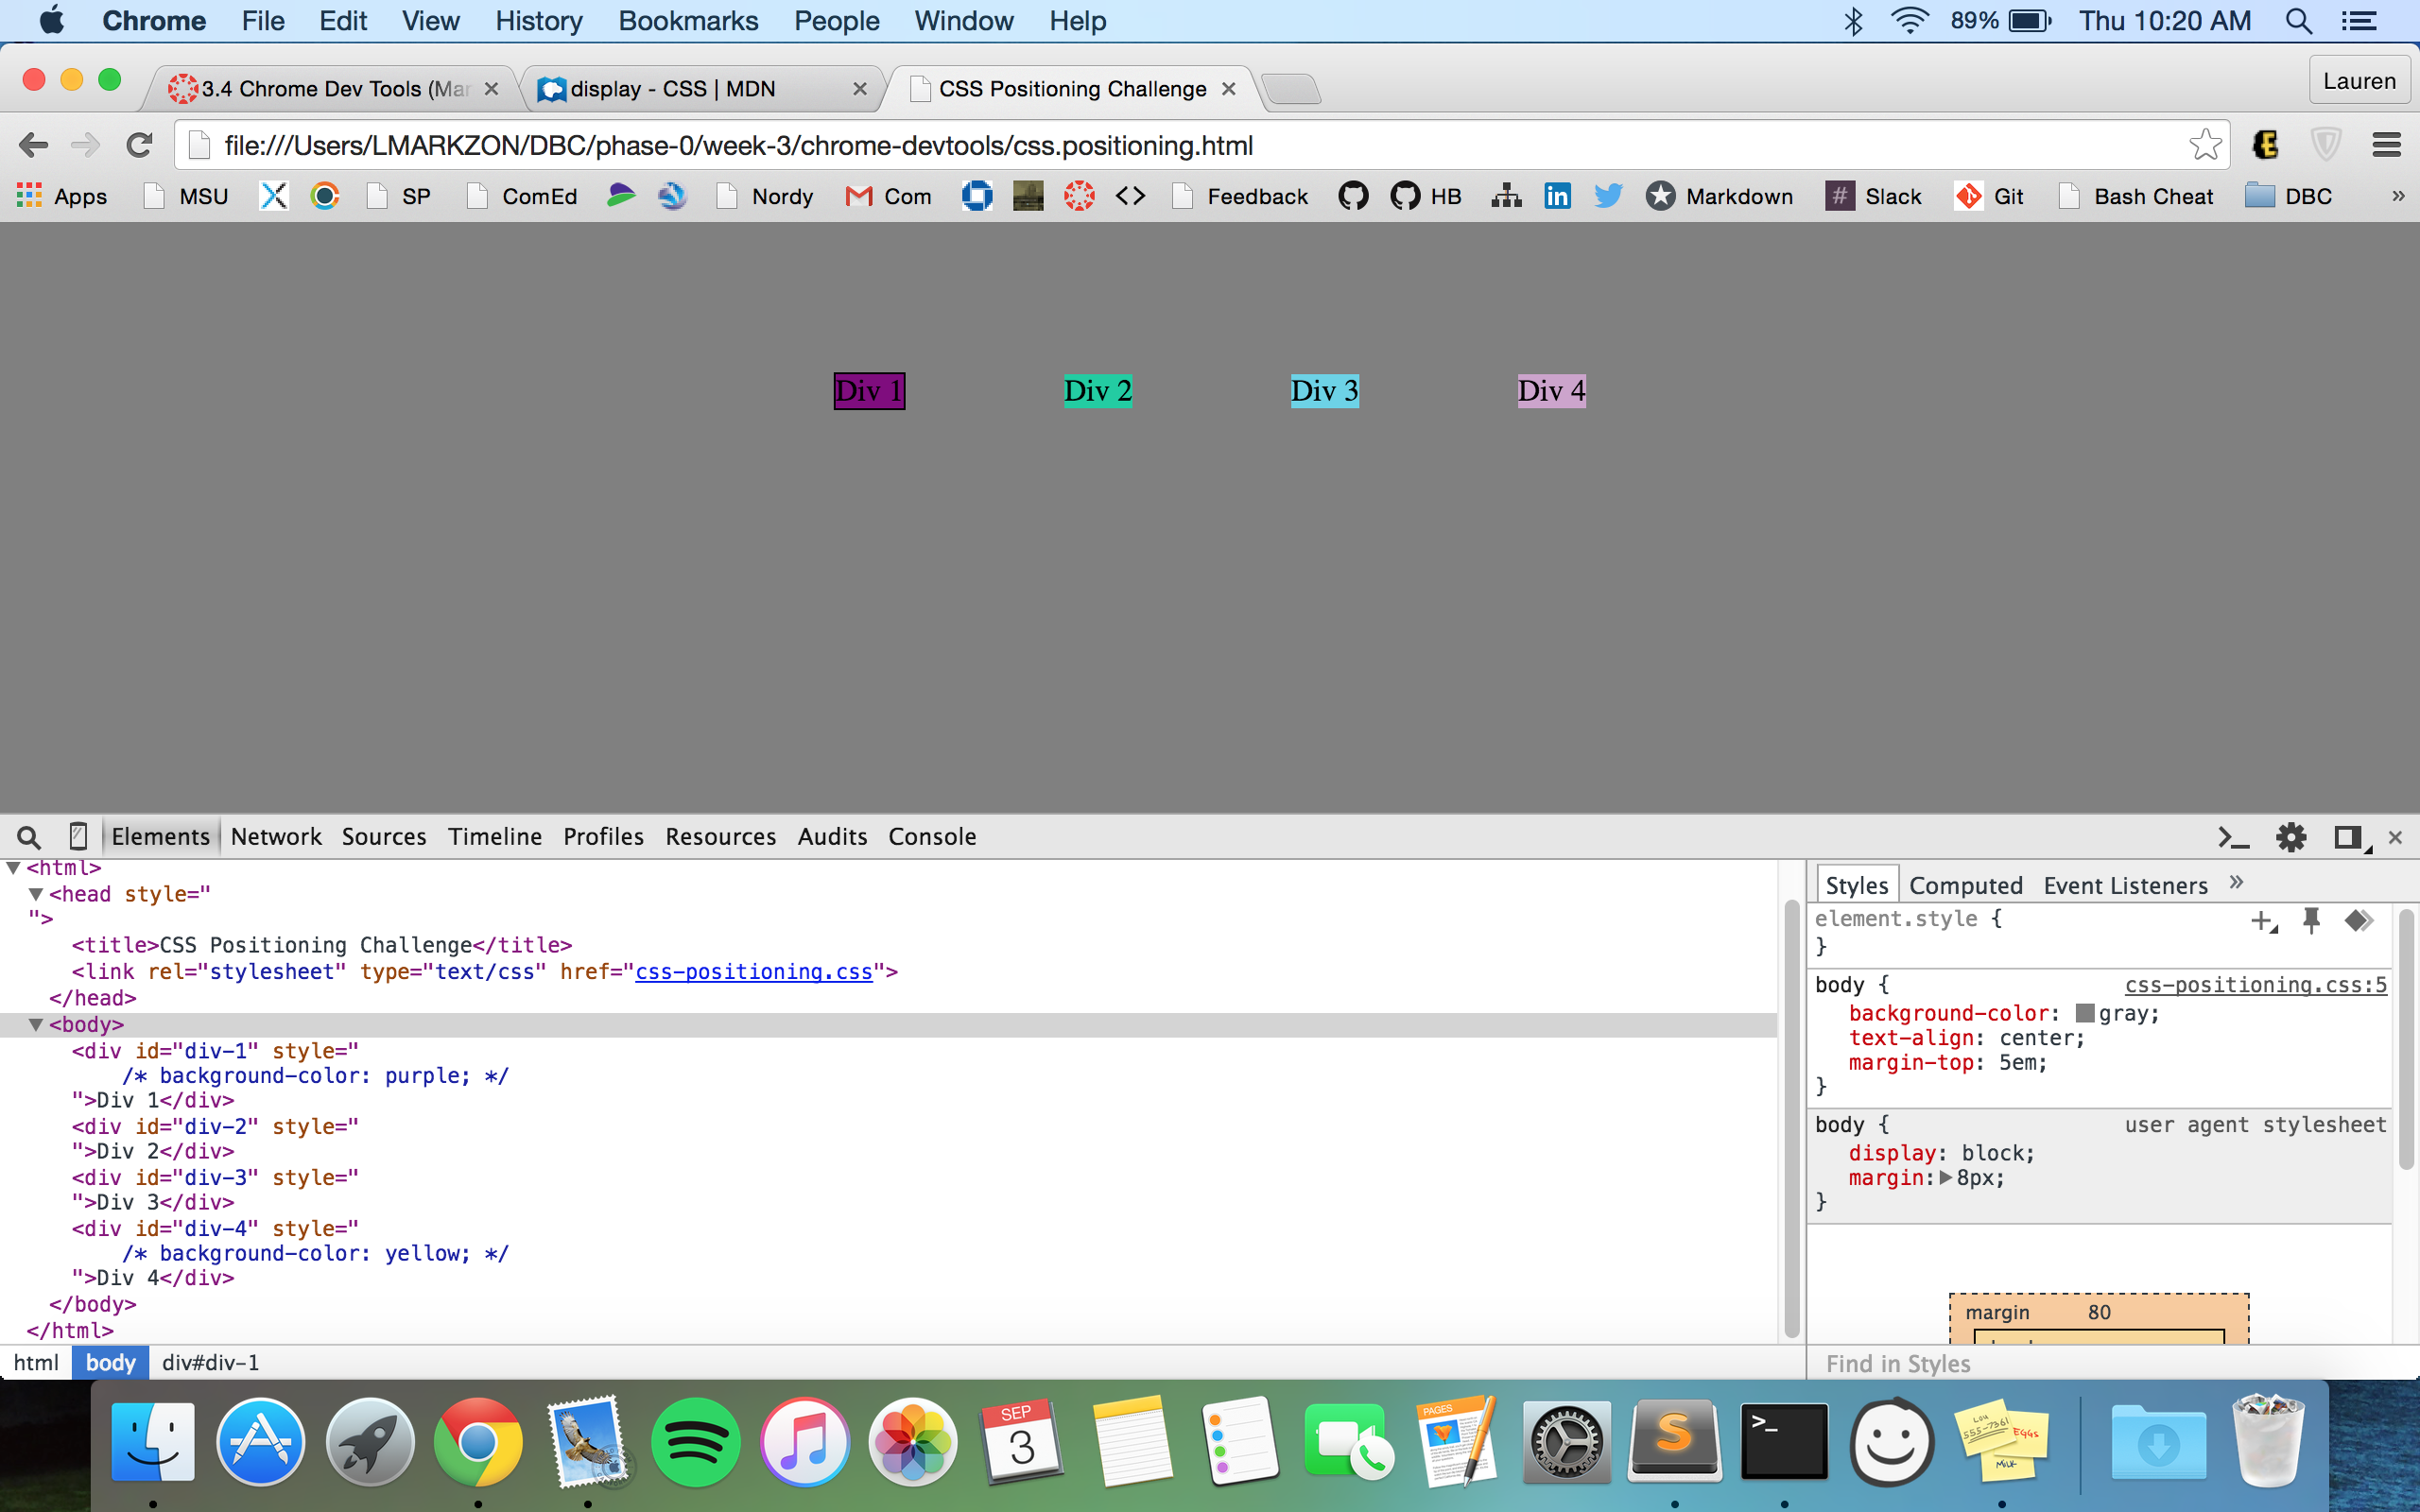 Chrome File Edit View History Bookmarks People Window Help 89% Thu 10:20 AM
3.4 Chrome Dev Tools (Mar display - CSS | MDN CSS Positioning Challenge Lauren
file:///Users/LMARKZON/DBC/phase-0/week-3/chrome-devtools/css.positioning.html
Apps MSU SP ComEd Nordy Com Feedback HB Markdown # Slack Git Bash Cheat DBC »
Div 1 Div 2 Div 3 Div 4
Elements Network Sources Timeline Profiles Resources Audits Console
<html>
<head style="
">
<title>CSS Positioning Challenge</title>
<link rel="stylesheet" type="text/css" href="css-positioning.css">
</head>
<body>
<div id="div-1" style="
/* background-color: purple; */
">Div 1</div>
<div id="div-2" style="
">Div 2</div>
<div id="div-3" style="
">Div 3</div>
<div id="div-4" style="
/* background-color: yellow; */
">Div 4</div>
</body>
</html>
html body div#div-1
Styles Computed Event Listeners »
element.style {
}
body { css-positioning.css:5
background-color: gray;
text-align: center;
margin-top: 5em;
}
body { user agent stylesheet
display: block;
margin: 8px;
}
margin 80
Find in Styles
SEP
3
PAGES
S
>_
Lou
555-7361
EGGS
MILK